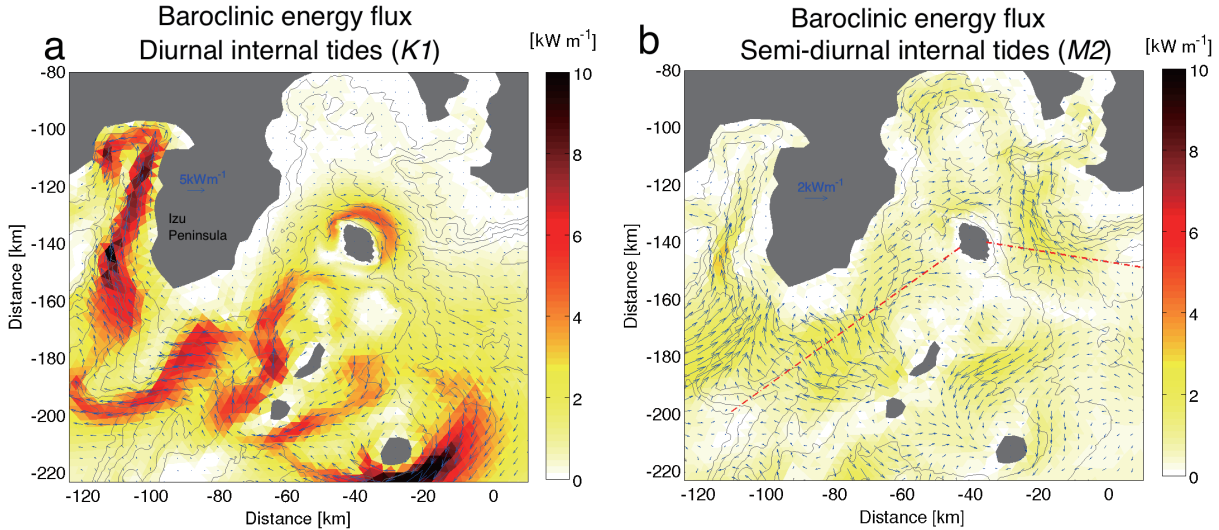 Baroclinic energy flux
a Diurnal internal tides (K1)
[kW m⁻¹]
-80
-100
-120
-140
-160
-180
-200
-220
Distance [km]
5kWm⁻¹
Izu
Peninsula
-120 -100 -80 -60 -40 -20 0
Distance [km]
10
8
6
4
2
0
Baroclinic energy flux
b Semi-diurnal internal tides (M2)
[kW m⁻¹]
-80
-100
-120
-140
-160
-180
-200
-220
Distance [km]
2kWm⁻¹
-120 -100 -80 -60 -40 -20 0
Distance [km]
10
8
6
4
2
0